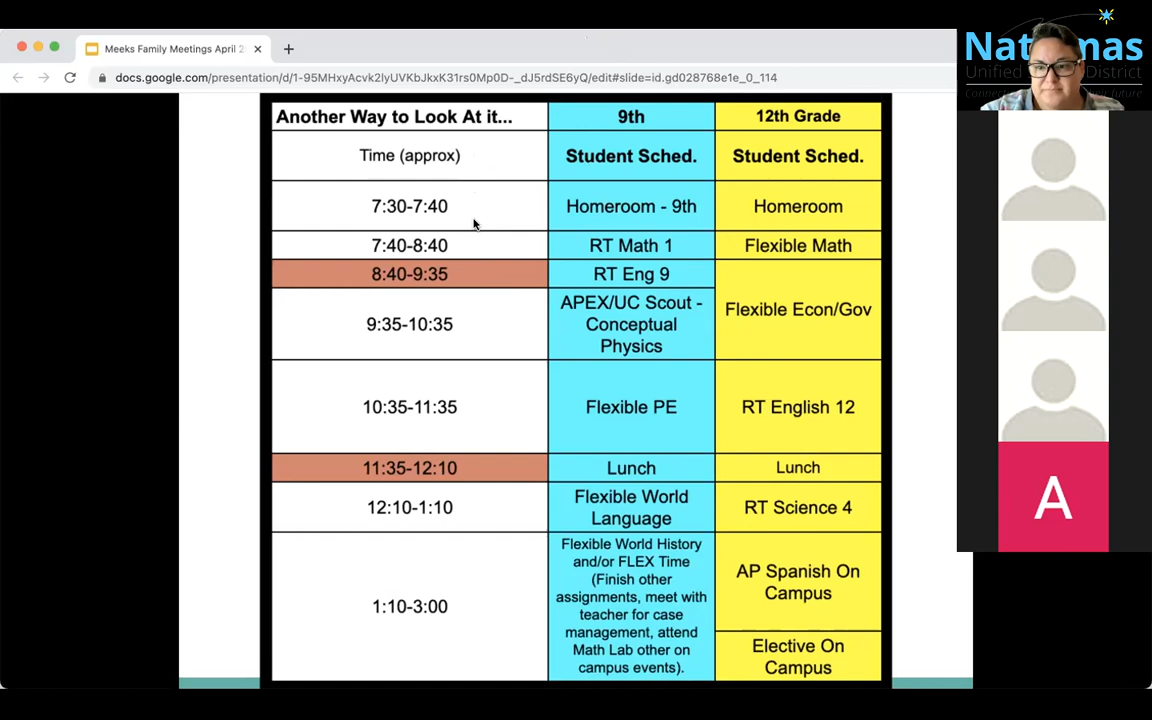 Meeks Family Meetings April 2
docs.google.com/presentation/d/1-95MHxyAcvk2lyUVKbJkxK31rs0Mp0D-_dJ5rdSE6yQ/edit#slide=id.gd028768e1e_0_114
Another Way to Look At it... 9th 12th Grade
Time (approx) Student Sched. Student Sched.
7:30-7:40 Homeroom - 9th Homeroom
7:40-8:40 RT Math 1 Flexible Math
8:40-9:35 RT Eng 9
Flexible Econ/Gov
9:35-10:35 APEX/UC Scout -
Conceptual
Physics
10:35-11:35 Flexible PE RT English 12
11:35-12:10 Lunch Lunch
12:10-1:10 Flexible World
Language
RT Science 4
1:10-3:00
Flexible World History
and/or FLEX Time
(Finish other
assignments, meet with
teacher for case
management, attend
Math Lab other on
campus events).
AP Spanish On
Campus
Elective On
Campus
Unified District
future
A